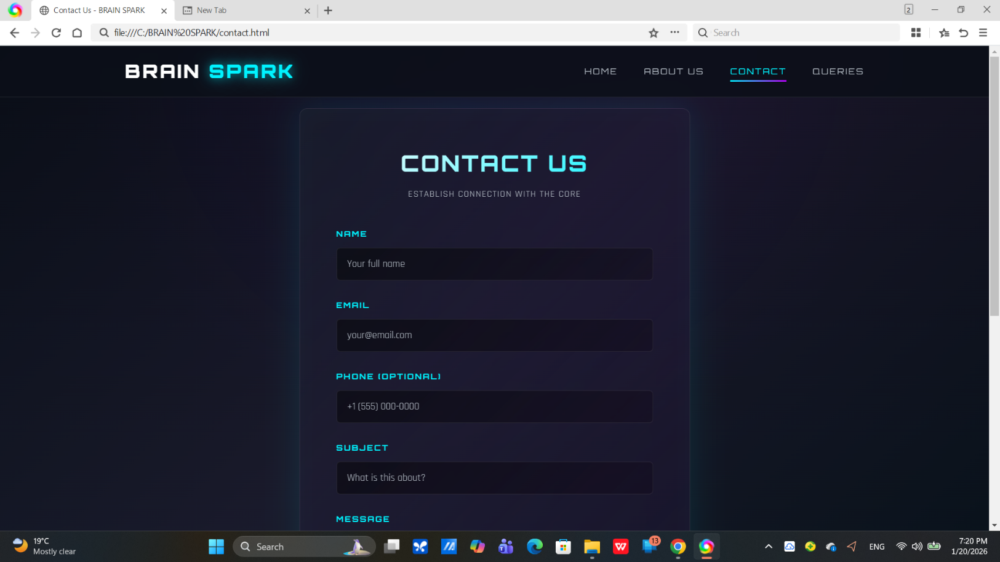 Contact Us - BRAIN SPARK
New Tab
2
file:///C:/BRAIN%20SPARK/contact.html
Search
BRAIN SPARK
HOME
ABOUT US
CONTACT
QUERIES
CONTACT US
ESTABLISH CONNECTION WITH THE CORE
NAME
Your full name
EMAIL
your@email.com
PHONE (OPTIONAL)
+1 (555) 000-0000
SUBJECT
What is this about?
MESSAGE
19°C
Mostly clear
Search
13
ENG
7:20 PM
1/20/2026